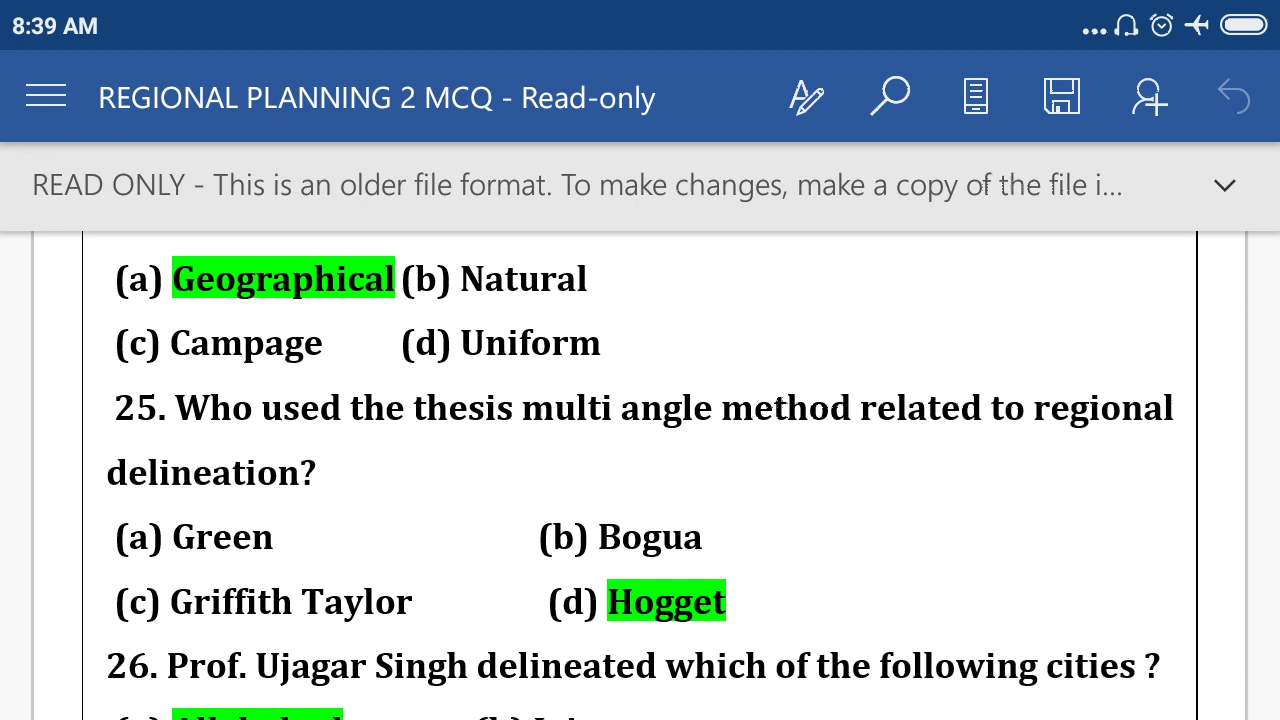 8:39 AM
REGIONAL PLANNING 2 MCQ - Read-only
READ ONLY - This is an older file format. To make changes, make a copy of the file i...
(a) Geographical (b) Natural
(c) Campage (d) Uniform
25. Who used the thesis multi angle method related to regional
delineation?
(a) Green (b) Bogua
(c) Griffith Taylor (d) Hogget
26. Prof. Ujagar Singh delineated which of the following cities ?